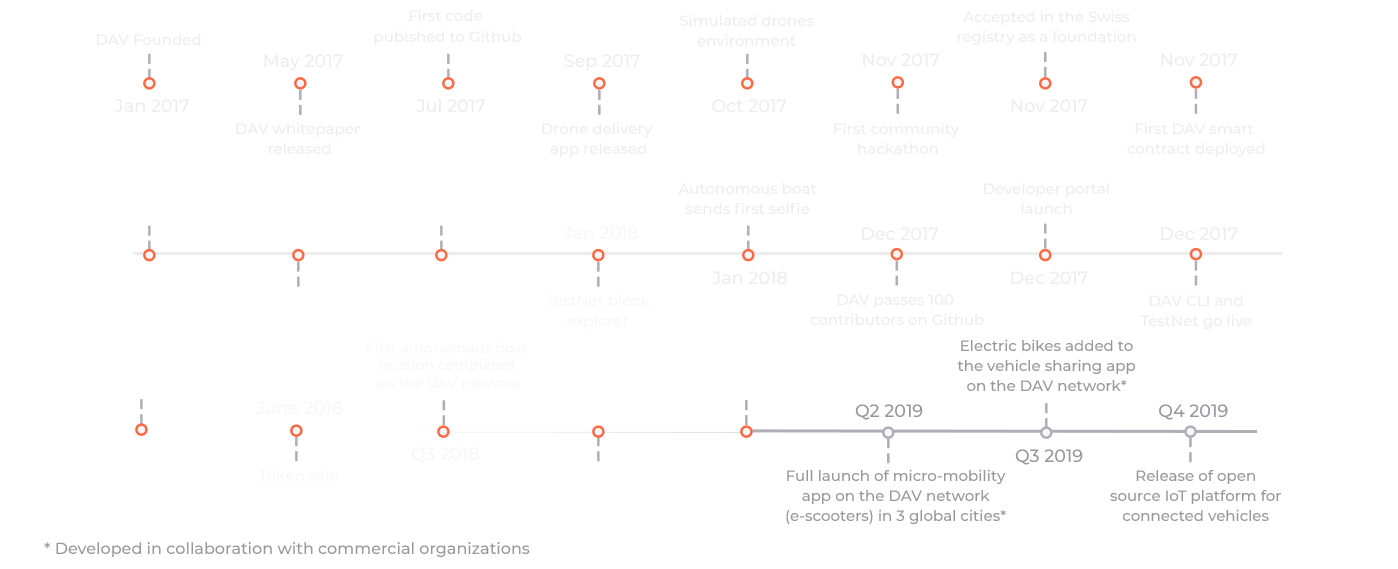 DAV Founded
Jan 2017
May 2017
DAV whitepaper
released
First code
pubished to Github
Jul 2017
Sep 2017
Drone delivery
app released
Simulated drones
environment
Oct 2017
Nov 2017
First community
hackathon
Accepted in the Swiss
registry as a foundation
Nov 2017
Nov 2017
First DAV smart
contract deployed
Jan 2018
TestNet block
explorer
Autonomous boat
sends first selfie
Jan 2018
Dec 2017
DAV passes 100
contributors on Github
Developer portal
launch
Dec 2017
Dec 2017
DAV CLI and
TestNet go live
June 2018
Token sale
First autonomous boat
mission completed
on the DAV network
Q3 2018
Q2 2019
Full launch of micro-mobility
app on the DAV network
(e-scooters) in 3 global cities*
Electric bikes added to
the vehicle sharing app
on the DAV network*
Q3 2019
Q4 2019
Release of open
source IoT platform for
connected vehicles
* Developed in collaboration with commercial organizations